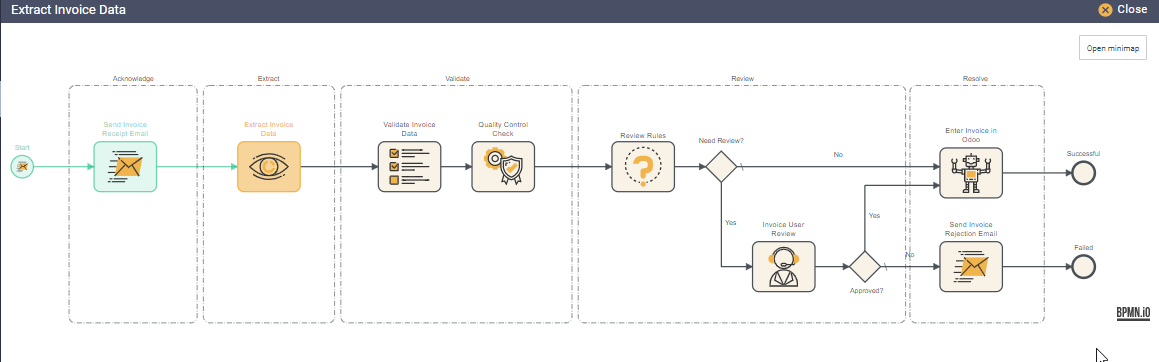 Extract Invoice Data
Close
Open minimap
Acknowledge
Extract
Validate
Review
Resolve
Start
Send Invoice
Receipt Email
Extract Invoice
Data
Validate Invoice
Data
Quality Control
Check
Review Rules
Need Review?
No
Enter Invoice in
Odoo
Successful
Yes
Invoice User
Review
Yes
Approved?
No
Send Invoice
Rejection Email
Failed
BPMN.iO